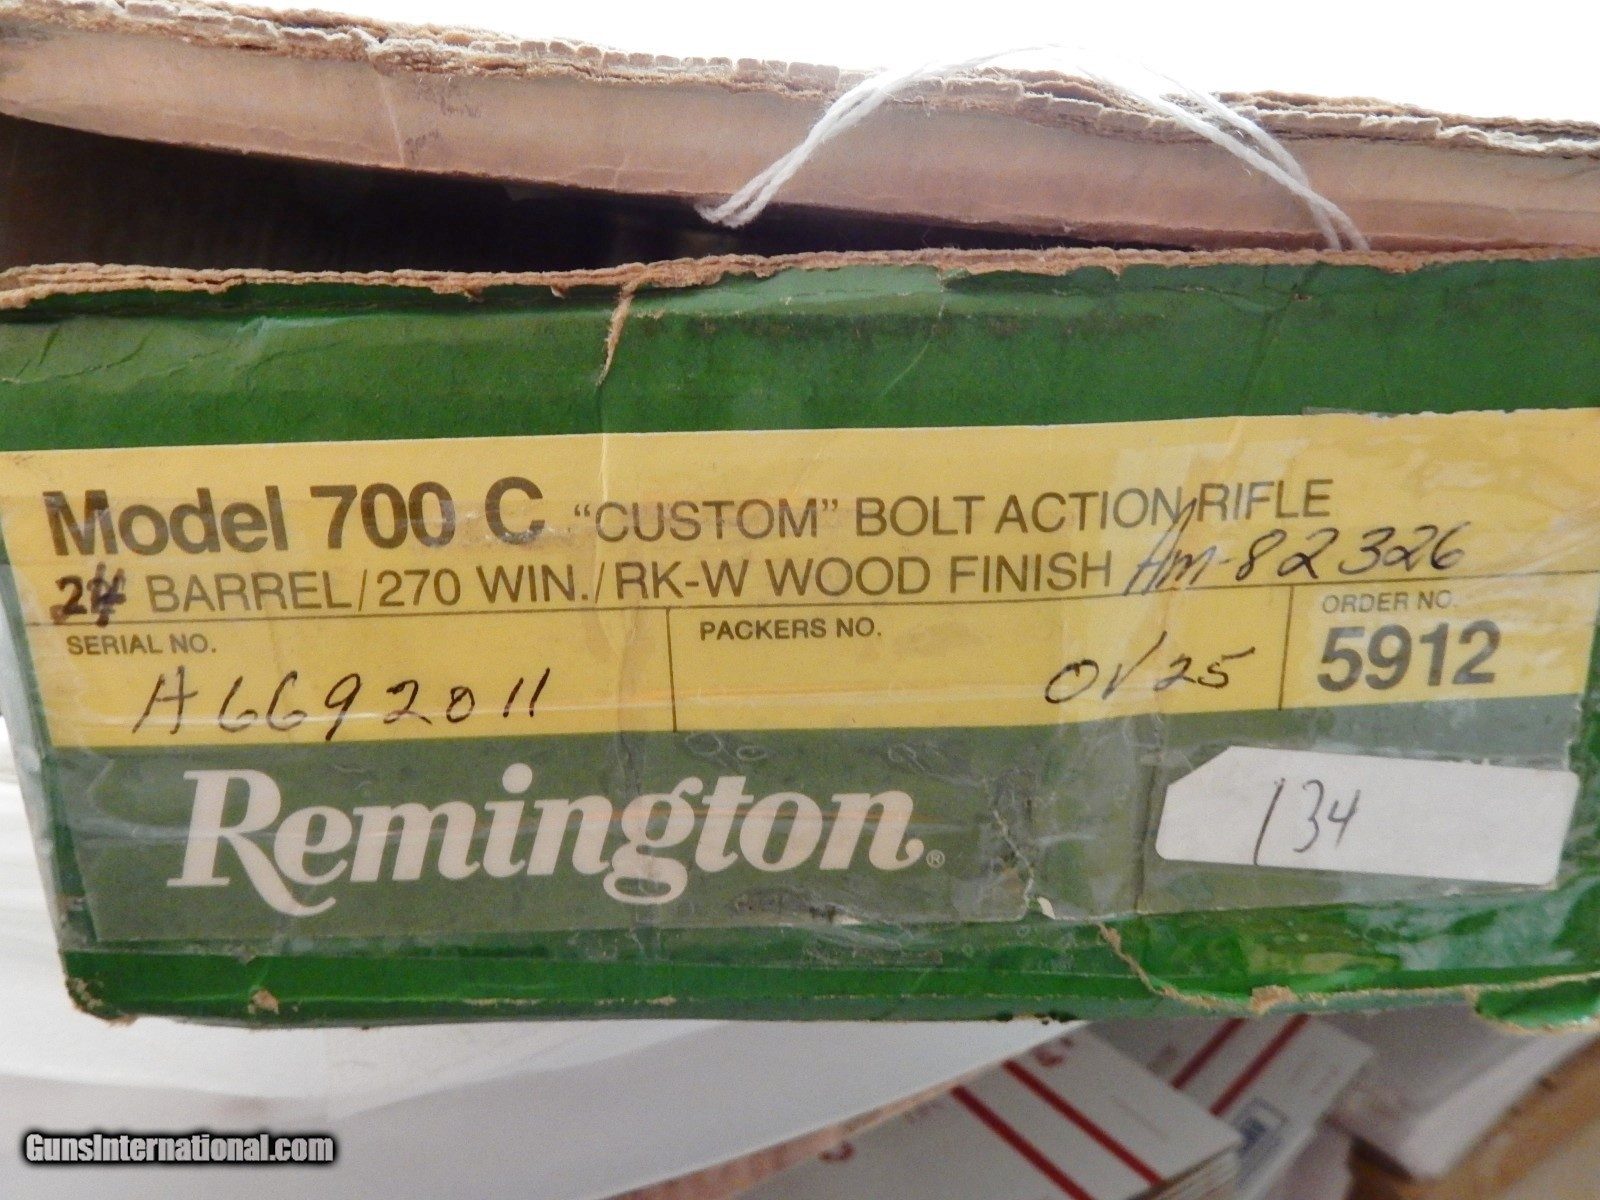 Model 700 C "CUSTOM" BOLT ACTION RIFLE
24 BARREL/270 WIN./RK-W WOOD FINISH AM-82326
SERIAL NO.
A6692011
PACKERS NO.
OV25
ORDER NO.
5912
Remington®
134
GunsInternational.com